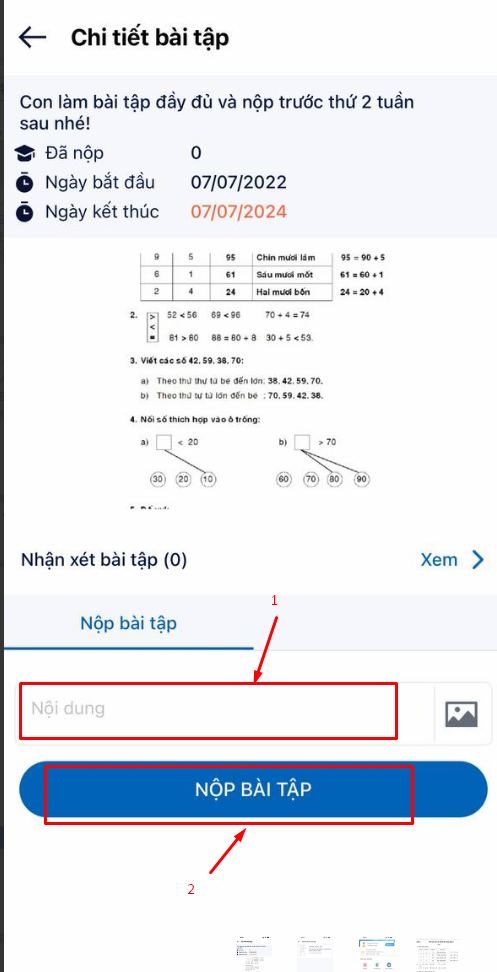 Chi tiết bài tập
Con làm bài tập đầy đủ và nộp trước thứ 2 tuần
sau nhé!
Đã nộp 0
Ngày bắt đầu 07/07/2022
Ngày kết thúc 07/07/2024
9 5 95 Chín mươi lăm 95 = 90 + 5
6 1 61 Sáu mươi mốt 61 = 60 + 1
2 4 24 Hai mươi bốn 24 = 20 + 4
2. > 52 < 56 69 < 96 70 + 4 = 74
<
= 81 > 80 88 = 80 + 8 30 + 5 < 53.
3. Viết các số 42, 59, 38, 70:
a) Theo thứ thự từ bé đến lớn: 38, 42, 59, 70.
b) Theo thứ tự từ lớn đến bé : 70, 59, 42, 38.
4. Nối số thích hợp vào ô trống:
a) < 20 b) > 70
30 20 10 60 70 80 90
Nhận xét bài tập (0) Xem
1
Nộp bài tập
Nội dung
NỘP BÀI TẬP
2